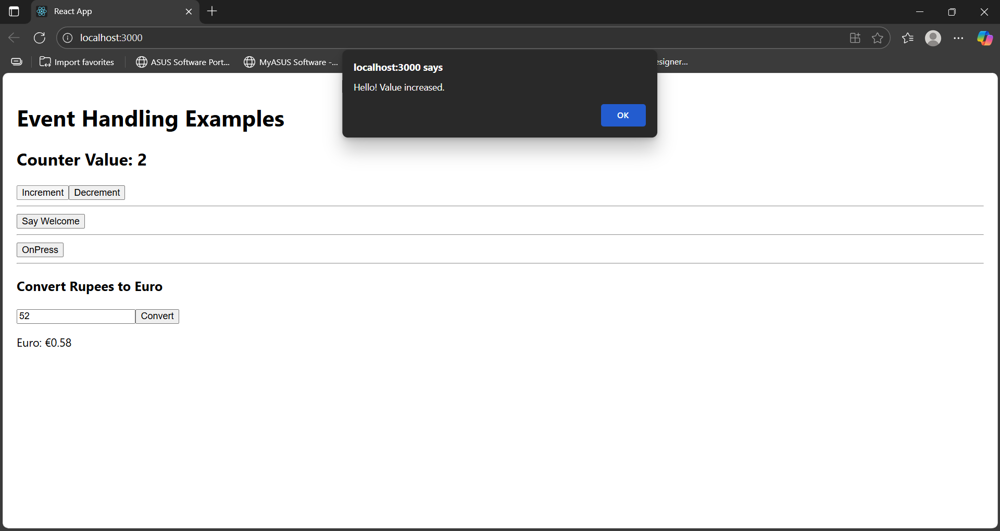 React App
localhost:3000
Import favorites
ASUS Software Port...
MyASUS Software -...
esigner...
localhost:3000 says
Hello! Value increased.
OK
Event Handling Examples
Counter Value: 2
Increment
Decrement
Say Welcome
OnPress
Convert Rupees to Euro
52
Convert
Euro: €0.58